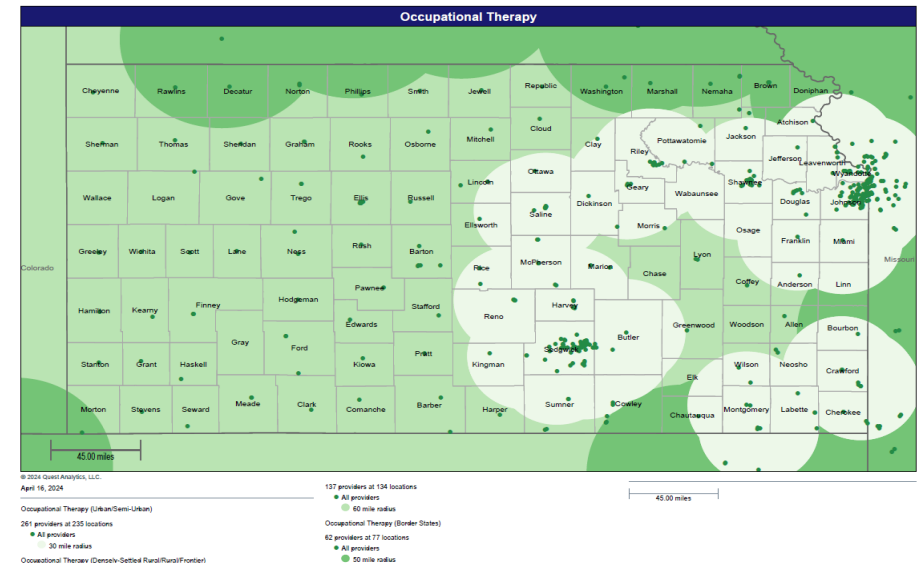 Occupational Therapy
Cheyenne Rawlins Decatur Norton Phillips Smith Jewell Republic Washington Marshall Nemaha Brown Doniphan
Atchison
Sherman Thomas Sheridan Graham Rooks Osborne Mitchell Cloud Clay Riley Pottawatomie Jackson
Jefferson Leavenworth
Wyandotte
Wallace Logan Gove Trego Ellis Russell Lincoln Ottawa Saline Dickinson Geary Wabaunsee Shawnee Douglas Johnson
Ellsworth Morris Osage
Greeley Wichita Scott Lane Ness Rush Barton Rice McPherson Marion Chase Lyon Franklin Miami
Colorado
Missouri
Coffey Anderson Linn
Hamilton Kearny Finney Hodgeman Pawnee Stafford Reno Harvey
Edwards Butler Greenwood Woodson Allen Bourbon
Gray Ford
Stanton Grant Haskell Kiowa Pratt Kingman Sedgwick Elk Wilson Neosho Crawford
Morton Stevens Seward Meade Clark Comanche Barber Harper Sumner Cowley Chautauqua Montgomery Labette Cherokee
45.00 miles
© 2024 Quest Analytics, LLC.
April 16, 2024
Occupational Therapy (Urban/Semi-Urban)
261 providers at 235 locations
All providers
30 mile radius
Occupational Therapy (Densely-Settled Rural/Rural/Frontier)
137 providers at 134 locations
All providers
60 mile radius
Occupational Therapy (Border States)
62 providers at 77 locations
All providers
50 mile radius
45.00 miles